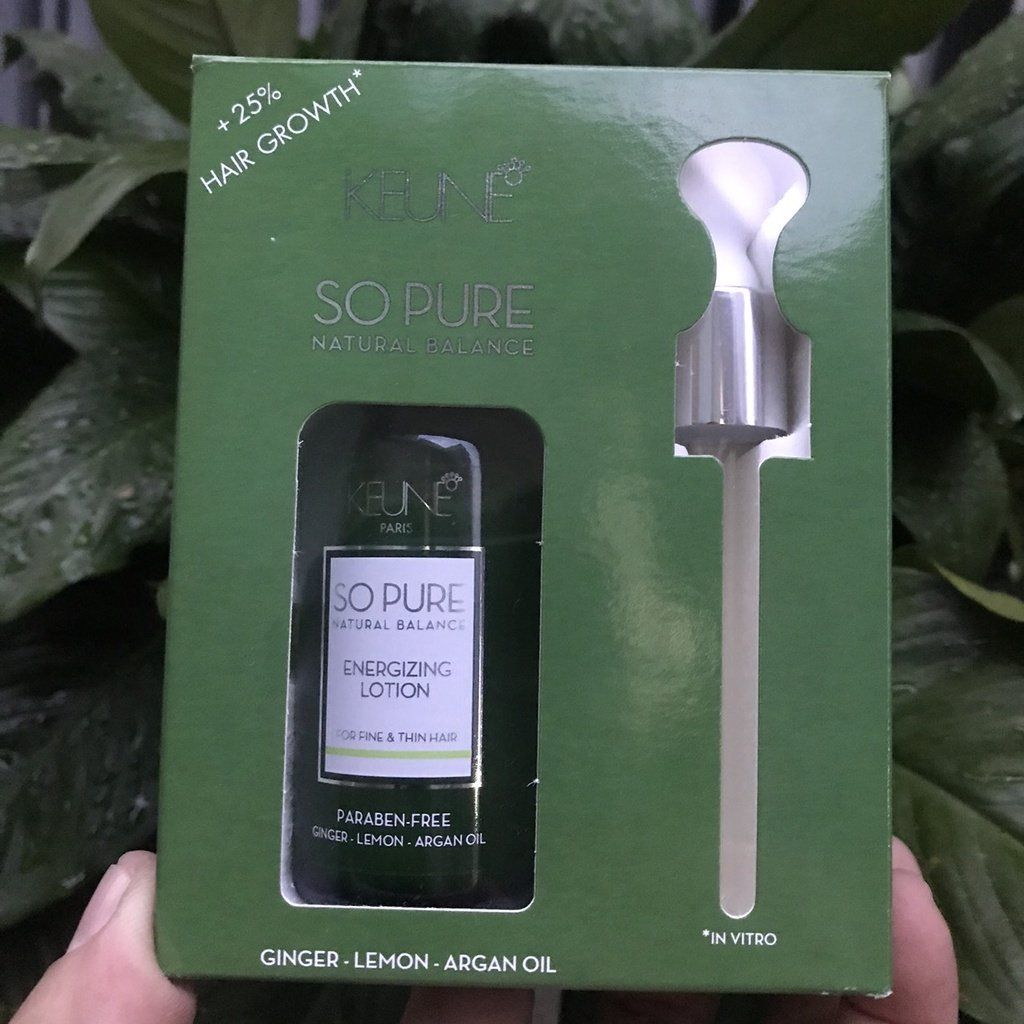 + 25%
HAIR GROWTH*
KEUNE
SO PURE
NATURAL BALANCE
KEUNE
PARIS
SO PURE
NATURAL BALANCE
ENERGIZING
LOTION
FOR FINE & THIN HAIR
PARABEN-FREE
GINGER - LEMON - ARGAN OIL
*IN VITRO
GINGER - LEMON - ARGAN OIL